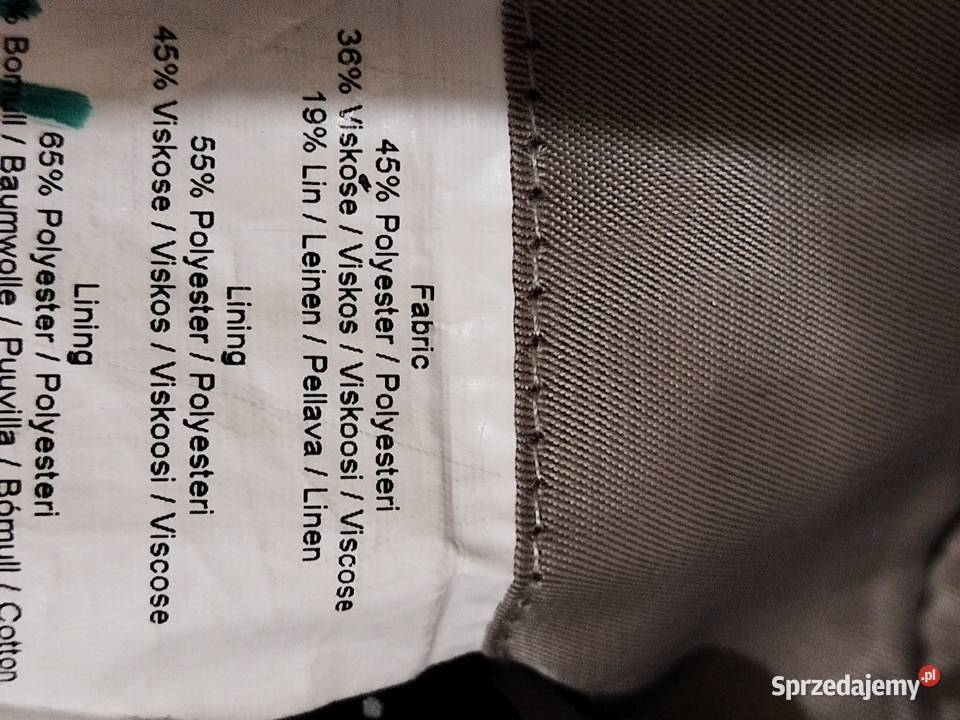 Fabric
45% Polyester / Polyesteri
36% Viskose / Viskos / Viskoosi / Viscose
19% Lin / Leinen / Pellava / Linen
Lining
55% Polyester / Polyesteri
45% Viskose / Viskos / Viskoosi / Viscose
Lining
65% Polyester / Polyesteri
% Bomull / Baumwolle / Puuvilla / Bómull / Cotton
Sprzedajemy.pl